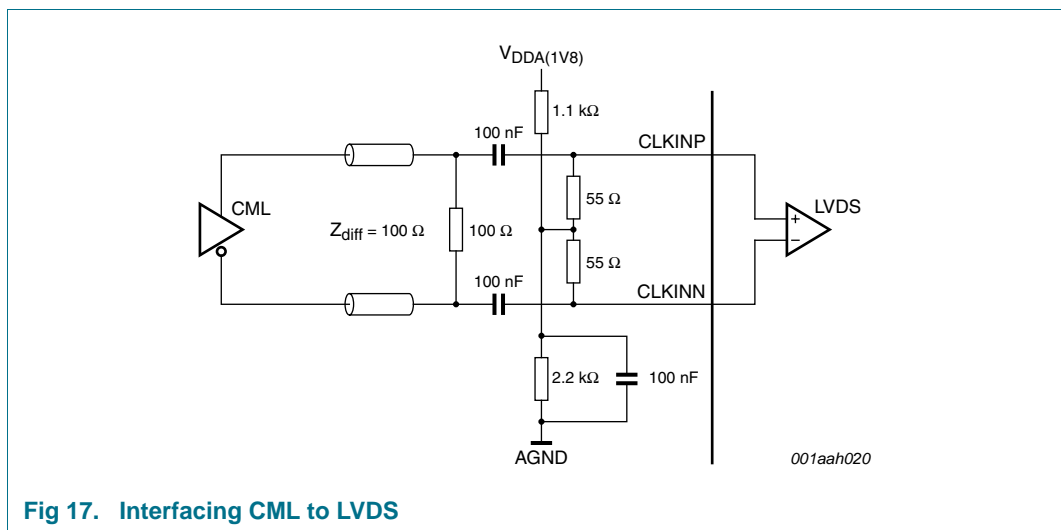 VDDA(1V8)
1.1 kΩ
100 nF
CLKINP
55 Ω
CML
LVDS
Zdiff = 100 Ω
100 Ω
+
−
55 Ω
100 nF
CLKINN
2.2 kΩ
100 nF
AGND
001aah020
Fig 17. Interfacing CML to LVDS